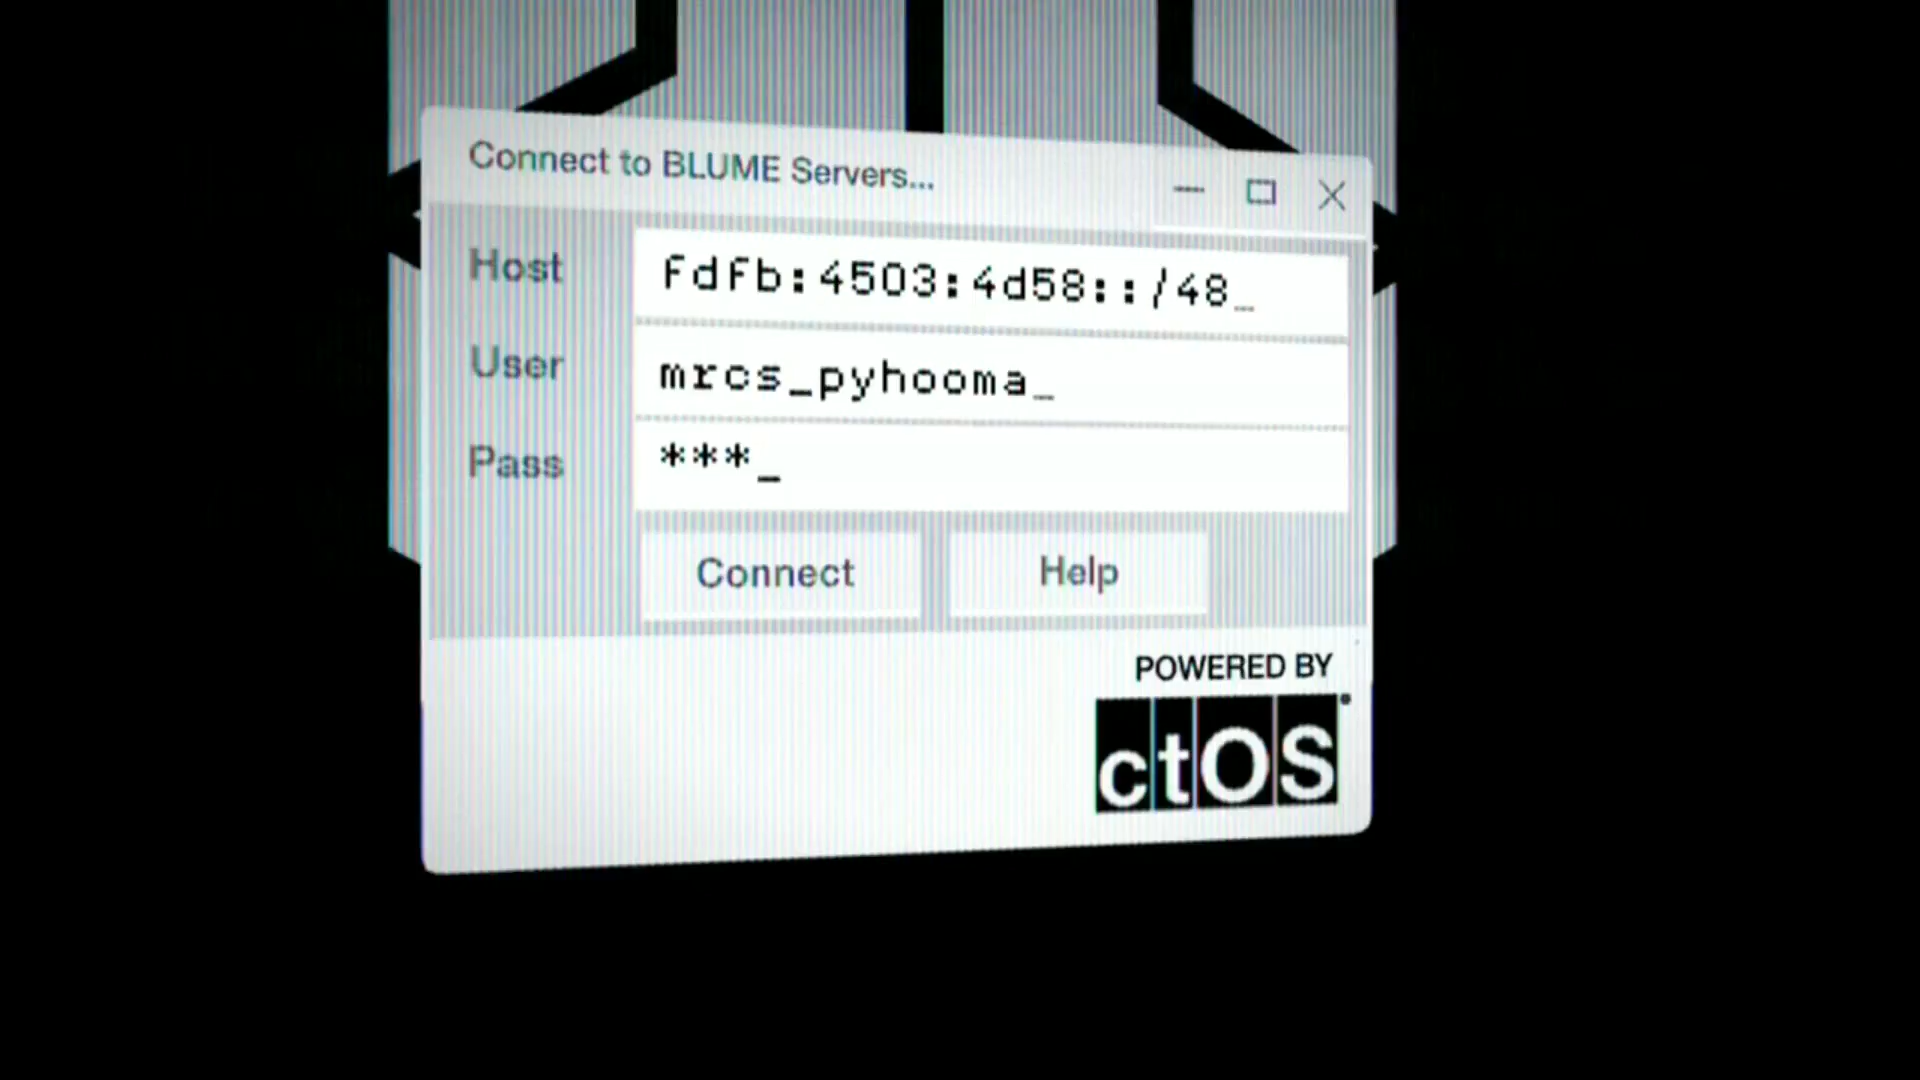 Connect to BLUME Servers...
Host fdfb:4503:4d58::/48_
User mrcs_pyhooma_
Pass ***_
Connect Help
POWERED BY
ctOS